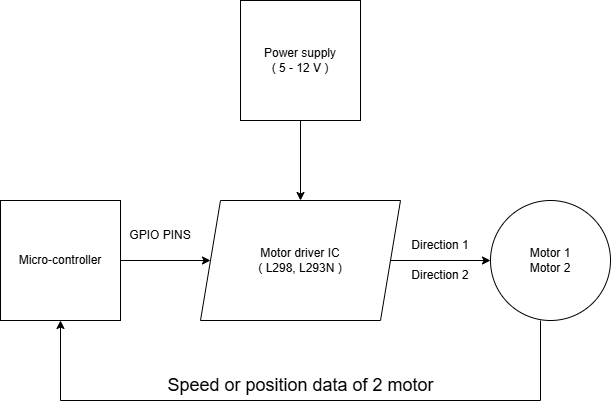 Power supply
( 5 - 12 V )
GPIO PINS
Micro-controller
Motor driver IC
( L298, L293N )
Direction 1
Direction 2
Motor 1
Motor 2
Speed or position data of 2 motor